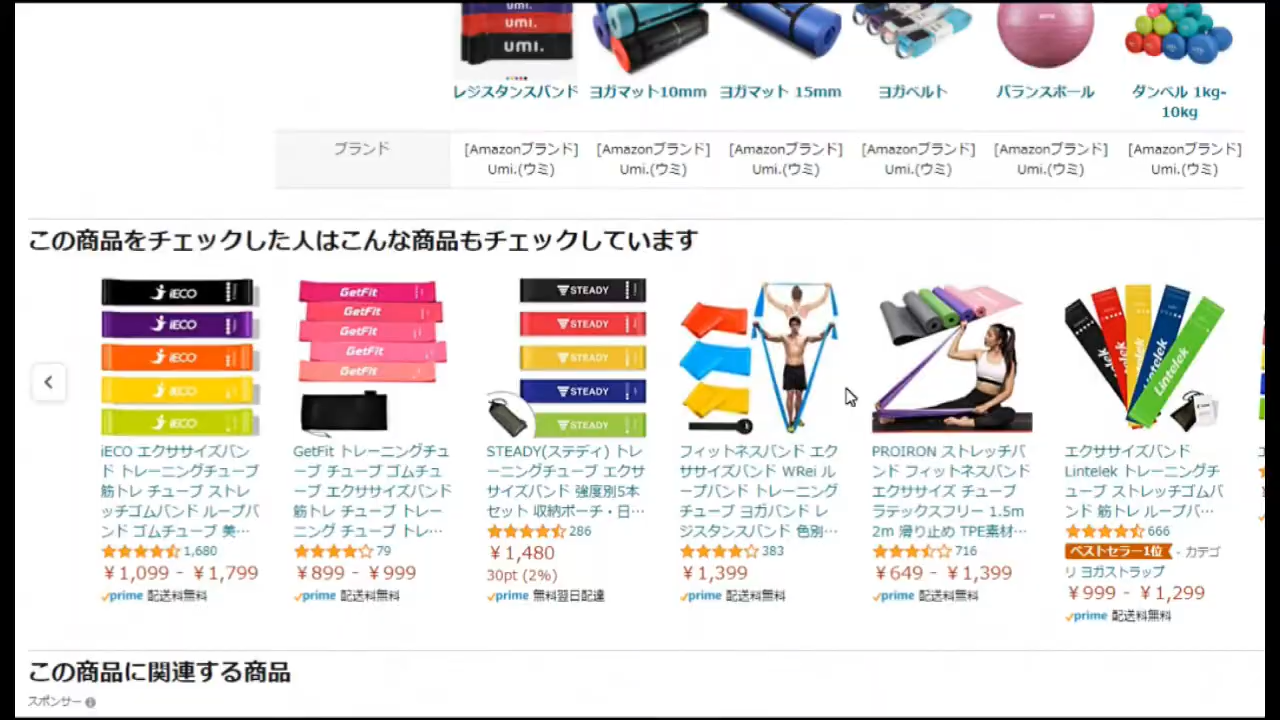 umi.
umi.
umi.
レジスタンスバンド
ヨガマット10mm
ヨガマット 15mm
ヨガベルト
バランスボール
ダンベル 1kg-
10kg
ブランド
[Amazonブランド]
Umi.(ウミ)
[Amazonブランド]
Umi.(ウミ)
[Amazonブランド]
Umi.(ウミ)
[Amazonブランド]
Umi.(ウミ)
[Amazonブランド]
Umi.(ウミ)
[Amazonブランド]
Umi.(ウミ)
この商品をチェックした人はこんな商品もチェックしています
iECO
iECO
iECO
iECO
iECO
iECO エクササイズバン
ド トレーニングチューブ
筋トレ チューブ ストレ
ッチゴムバンド ループバ
ンド ゴムチューブ 美…
1,680
￥1,099 - ￥1,799
prime 配送料無料
GetFit
GetFit
GetFit
GetFit
GetFit
GetFit トレーニングチュ
ーブ チューブ ゴムチュ
ーブ エクササイズバンド
筋トレ チューブ トレー
ニング チューブ トレ…
79
￥899 - ￥999
prime 配送料無料
STEADY
STEADY
STEADY
STEADY
STEADY
STEADY(ステディ) トレ
ーニングチューブ エクサ
サイズバンド 強度別5本
セット 収納ポーチ・日…
286
￥1,480
30pt (2%)
prime 無料翌日配達
フィットネスバンド エク
ササイズバンド WRei ル
ープバンド トレーニング
チューブ ヨガバンド レ
ジスタンスバンド 色別…
383
￥1,399
prime 配送料無料
PROIRON ストレッチバ
ンド フィットネスバンド
エクササイズ チューブ
ラテックスフリー 1.5m
2m 滑り止め TPE素材…
716
￥649 - ￥1,399
prime 配送料無料
Lintelek
エクササイズバンド
Lintelek トレーニングチ
ューブ ストレッチゴムバ
ンド 筋トレ ループバ…
666
ベストセラー1位 - カテゴ
リ ヨガストラップ
￥999 - ￥1,299
prime 配送料無料
この商品に関連する商品
スポンサー